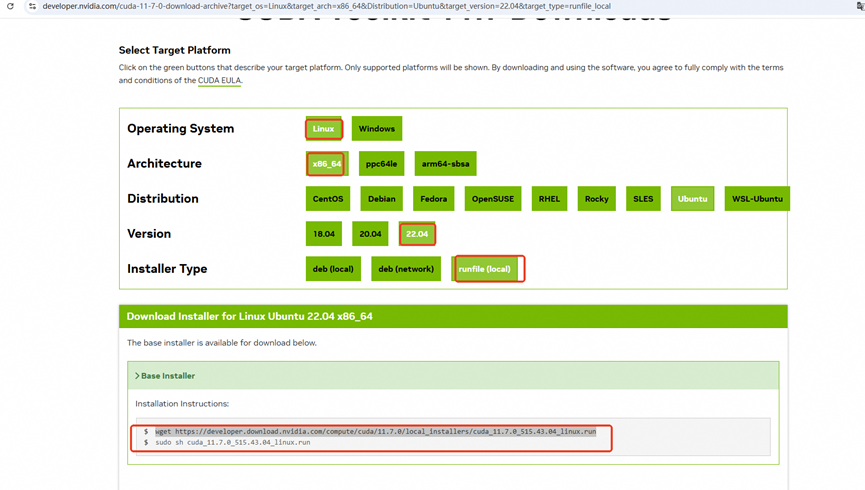 developer.nvidia.com/cuda-11-7-0-download-archive?target_os=Linux&target_arch=x86_64&Distribution=Ubuntu&target_version=22.04&target_type=runfile_local
CUDA Toolkit 11.7 Downloads
Select Target Platform
Click on the green buttons that describe your target platform. Only supported platforms will be shown. By downloading and using the software, you agree to fully comply with the terms
and conditions of the CUDA EULA.
Operating System Linux Windows
Architecture x86_64 ppc64le arm64-sbsa
Distribution CentOS Debian Fedora OpenSUSE RHEL Rocky SLES Ubuntu WSL-Ubuntu
Version 18.04 20.04 22.04
Installer Type deb (local) deb (network) runfile (local)
Download Installer for Linux Ubuntu 22.04 x86_64
The base installer is available for download below.
Base Installer
Installation Instructions:
$ wget https://developer.download.nvidia.com/compute/cuda/11.7.0/local_installers/cuda_11.7.0_515.43.04_linux.run
$ sudo sh cuda_11.7.0_515.43.04_linux.run